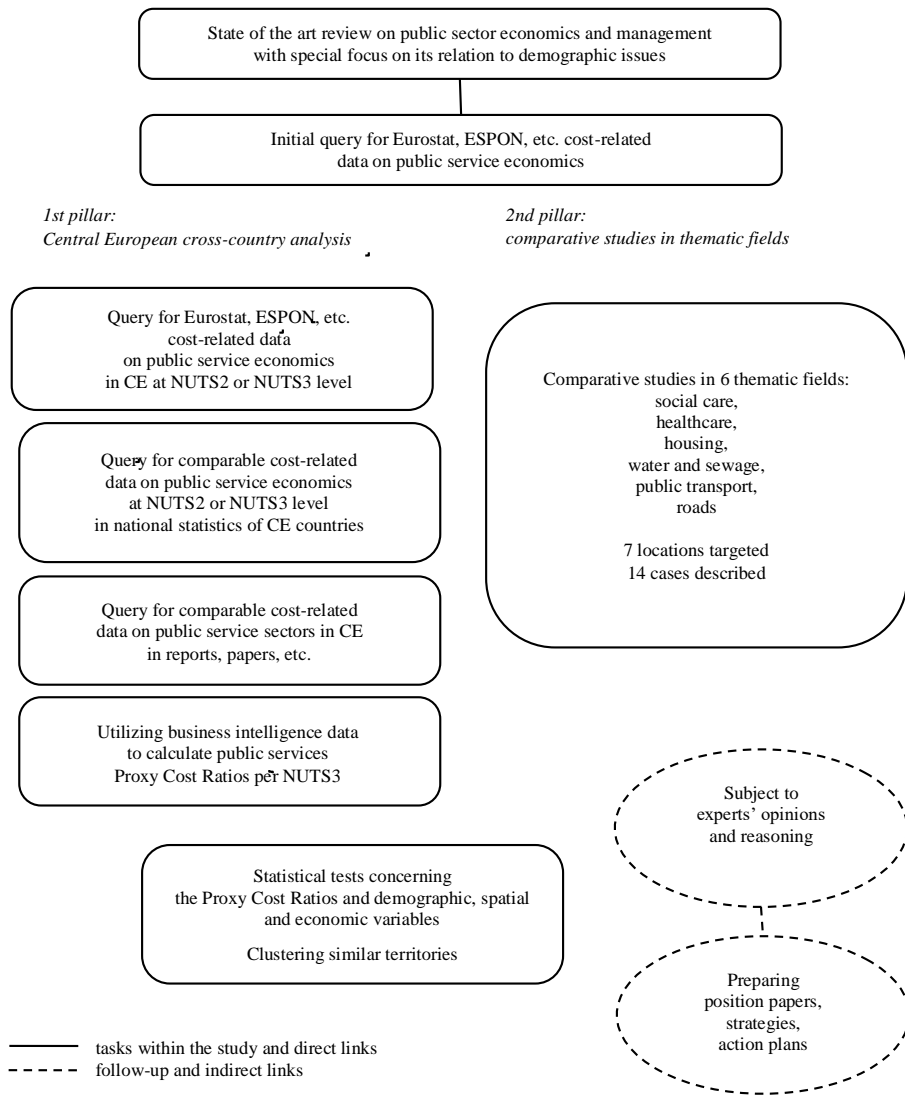 State of the art review on public sector economics and management
with special focus on its relation to demographic issues
Initial query for Eurostat, ESPON, etc. cost-related
data on public service economics
1st pillar:
Central European cross-country analysis
2nd pillar:
comparative studies in thematic fields
Query for Eurostat, ESPON, etc.
cost-related data
on public service economics
in CE at NUTS2 or NUTS3 level
Query for comparable cost-related
data on public service economics
at NUTS2 or NUTS3 level
in national statistics of CE countries
Query for comparable cost-related
data on public service sectors in CE
in reports, papers, etc.
Utilizing business intelligence data
to calculate public services
Proxy Cost Ratios per NUTS3
Comparative studies in 6 thematic fields:
social care,
healthcare,
housing,
water and sewage,
public transport,
roads
7 locations targeted
14 cases described
Statistical tests concerning
the Proxy Cost Ratios and demographic, spatial
and economic variables
Clustering similar territories
Subject to
experts’ opinions
and reasoning
Preparing
position papers,
strategies,
action plans
tasks within the study and direct links
follow-up and indirect links